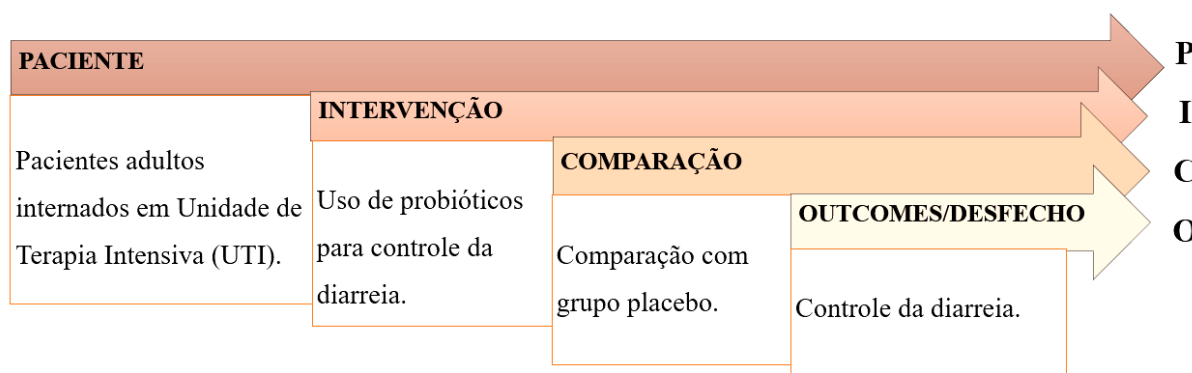 PACIENTE
Pacientes adultos
internados em Unidade de
Terapia Intensiva (UTI).
INTERVENÇÃO
Uso de probióticos
para controle da
diarreia.
COMPARAÇÃO
Comparação com
grupo placebo.
OUTCOMES/DESFECHO
Controle da diarreia.
P
I
C
O